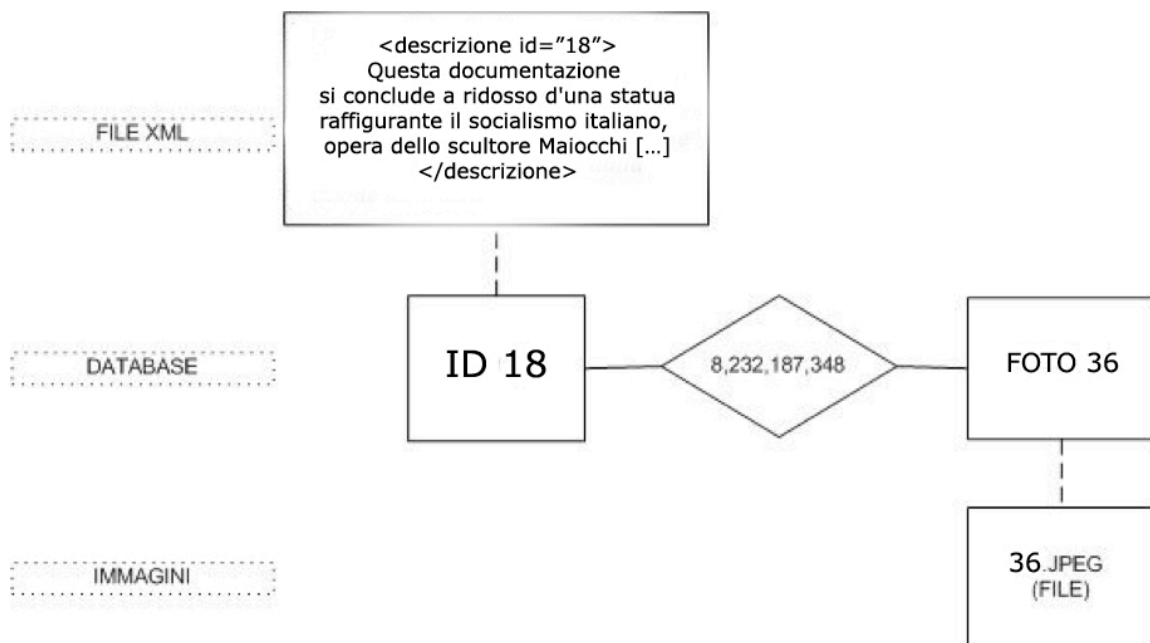 <descrizione id=”18”>
Questa documentazione
si conclude a ridosso d'una statua
raffigurante il socialismo italiano,
opera dello scultore Maiocchi [...]
</descrizione>
FILE XML
DATABASE
ID 18
8,232,187,348
FOTO 36
IMMAGINI
36.JPEG
(FILE)